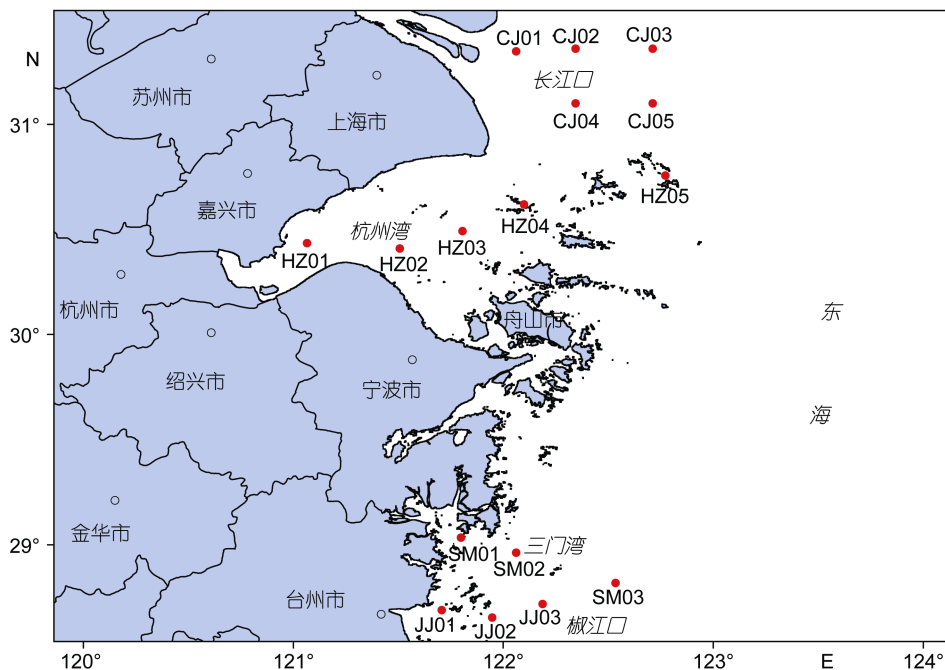 CJ01 CJ02 CJ03
N
长江口
苏州市
CJ04 CJ05
31°
上海市
HZ05
嘉兴市
HZ04
杭州湾
HZ03
HZ01
HZ02
杭州市
东
舟山市
30°
绍兴市
宁波市
海
金华市
29°
SM01
三门湾
SM02
台州市
SM03
JJ03
JJ01
JJ02
椒江口
120° 121° 122° 123° E 124°